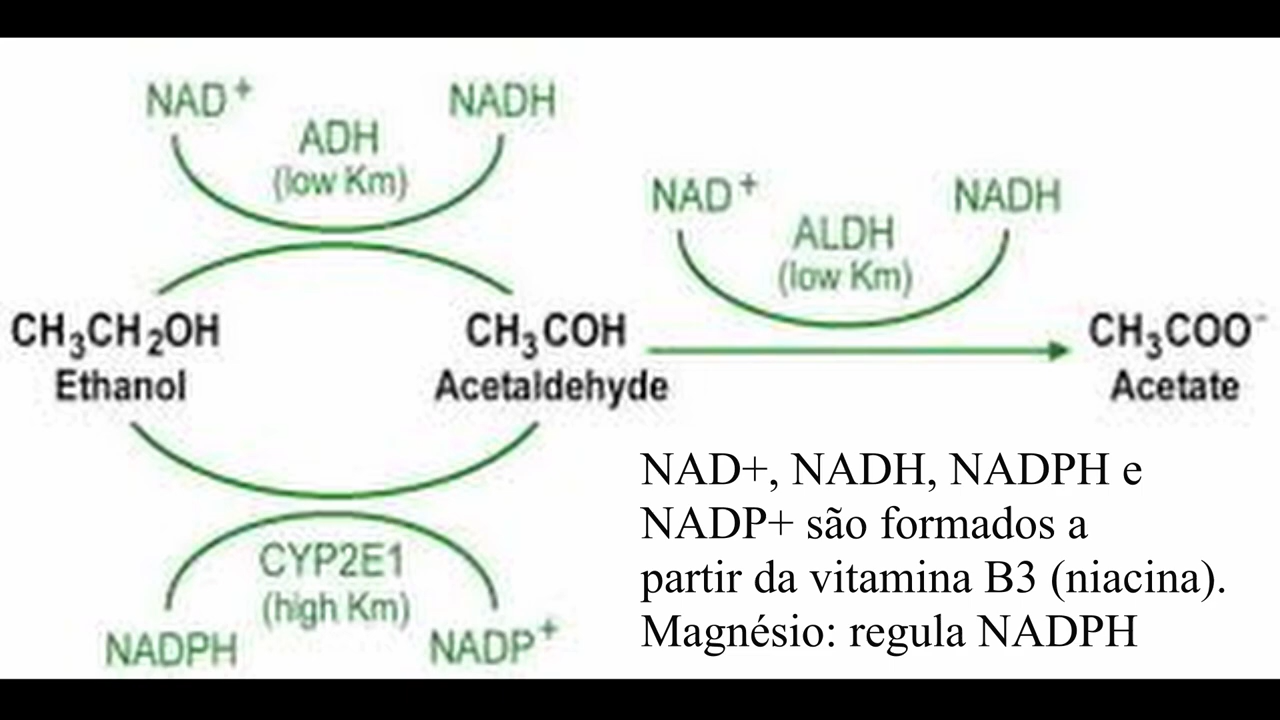 NAD⁺ NADH
ADH
(low Km)
NAD⁺ NADH
ALDH
(low Km)
CH₃CH₂OH CH₃COH CH₃COO⁻
Ethanol Acetaldehyde Acetate
NAD+, NADH, NADPH e
NADP+ são formados a
partir da vitamina B3 (niacina).
Magnésio: regula NADPH
CYP2E1
(high Km)
NADPH NADP⁺